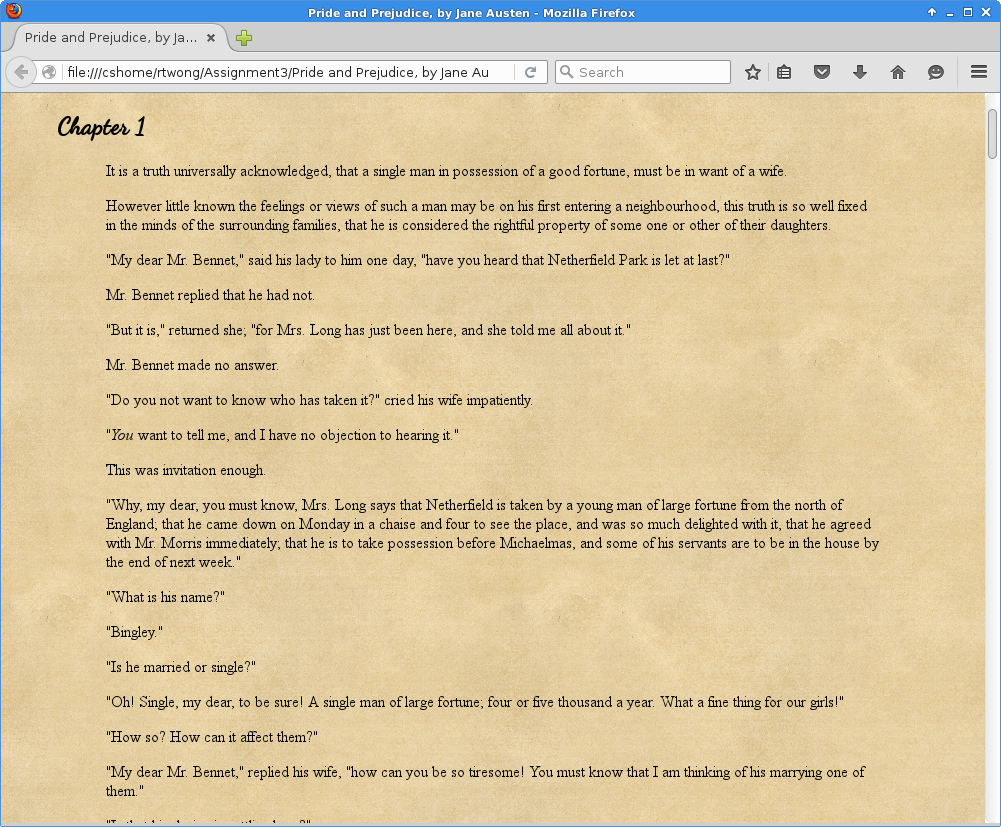 Pride and Prejudice, by Jane Austen - Mozilla Firefox
Pride and Prejudice, by Ja...
file:///cshome/rtwong/Assignment3/Pride and Prejudice, by Jane Au
Search
Chapter 1
It is a truth universally acknowledged, that a single man in possession of a good fortune, must be in want of a wife.
However little known the feelings or views of such a man may be on his first entering a neighbourhood, this truth is so well fixed
in the minds of the surrounding families, that he is considered the rightful property of some one or other of their daughters.
"My dear Mr. Bennet," said his lady to him one day, "have you heard that Netherfield Park is let at last?"
Mr. Bennet replied that he had not.
"But it is," returned she; "for Mrs. Long has just been here, and she told me all about it."
Mr. Bennet made no answer.
"Do you not want to know who has taken it?" cried his wife impatiently.
"You want to tell me, and I have no objection to hearing it."
This was invitation enough.
"Why, my dear, you must know, Mrs. Long says that Netherfield is taken by a young man of large fortune from the north of
England; that he came down on Monday in a chaise and four to see the place, and was so much delighted with it, that he agreed
with Mr. Morris immediately; that he is to take possession before Michaelmas, and some of his servants are to be in the house by
the end of next week."
"What is his name?"
"Bingley."
"Is he married or single?"
"Oh! Single, my dear, to be sure! A single man of large fortune; four or five thousand a year. What a fine thing for our girls!"
"How so? How can it affect them?"
"My dear Mr. Bennet," replied his wife, "how can you be so tiresome! You must know that I am thinking of his marrying one of
them."